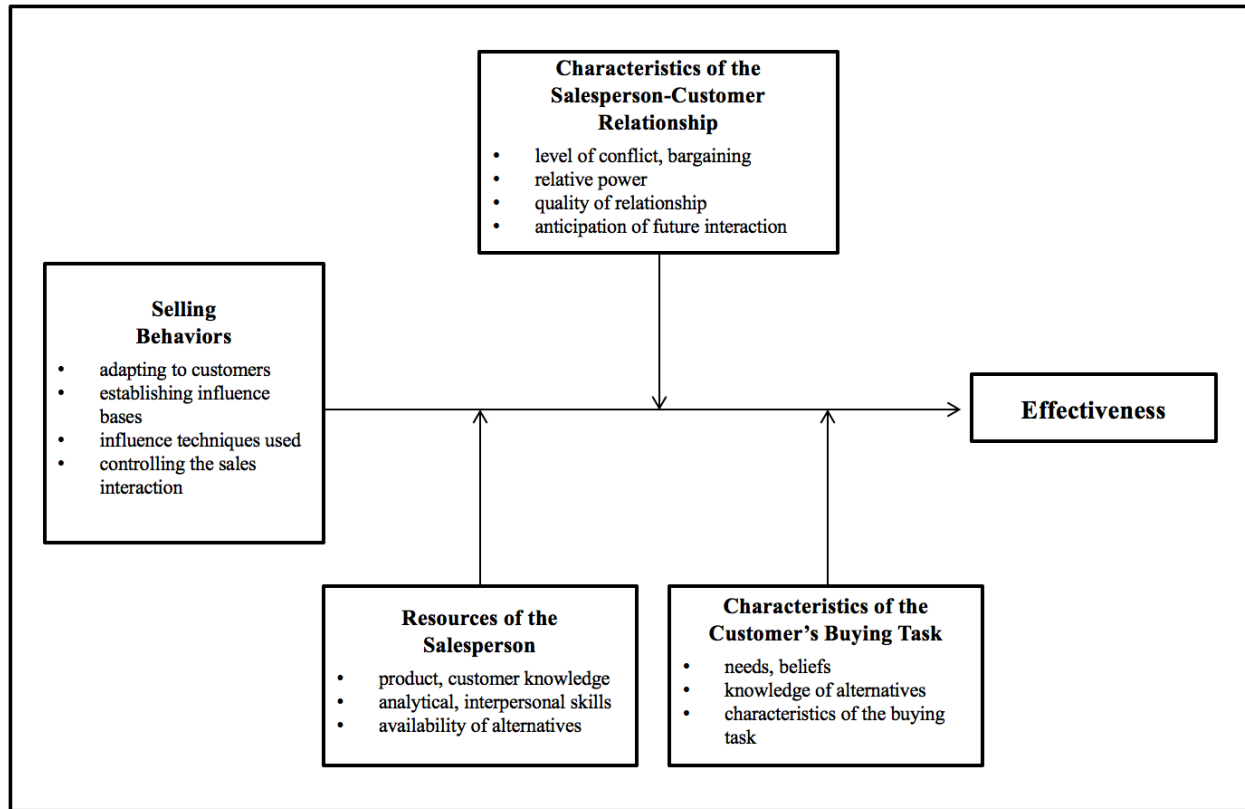 Characteristics of the
Salesperson-Customer
Relationship
• level of conflict, bargaining
• relative power
• quality of relationship
• anticipation of future interaction
Selling
Behaviors
• adapting to customers
• establishing influence
bases
• influence techniques used
• controlling the sales
interaction
Effectiveness
Resources of the
Salesperson
• product, customer knowledge
• analytical, interpersonal skills
• availability of alternatives
Characteristics of the
Customer’s Buying Task
• needs, beliefs
• knowledge of alternatives
• characteristics of the buying
task